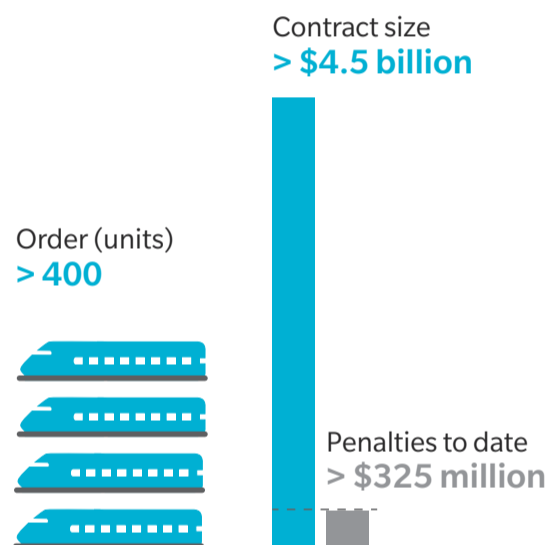 Contract size
> $4.5 billion
Order (units)
> 400
Penalties to date
> $325 million